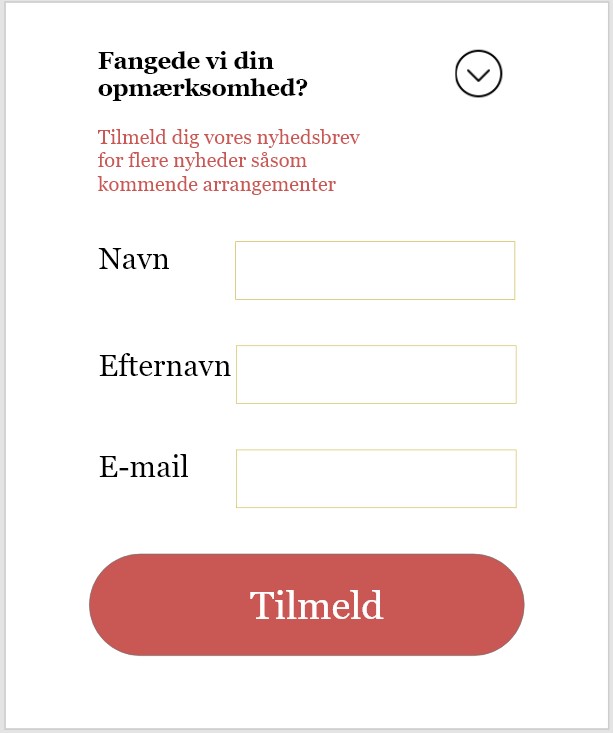 Fangede vi din
opmærksomhed?
Tilmeld dig vores nyhedsbrev
for flere nyheder såsom
kommende arrangementer
Navn
Efternavn
E-mail
Tilmeld